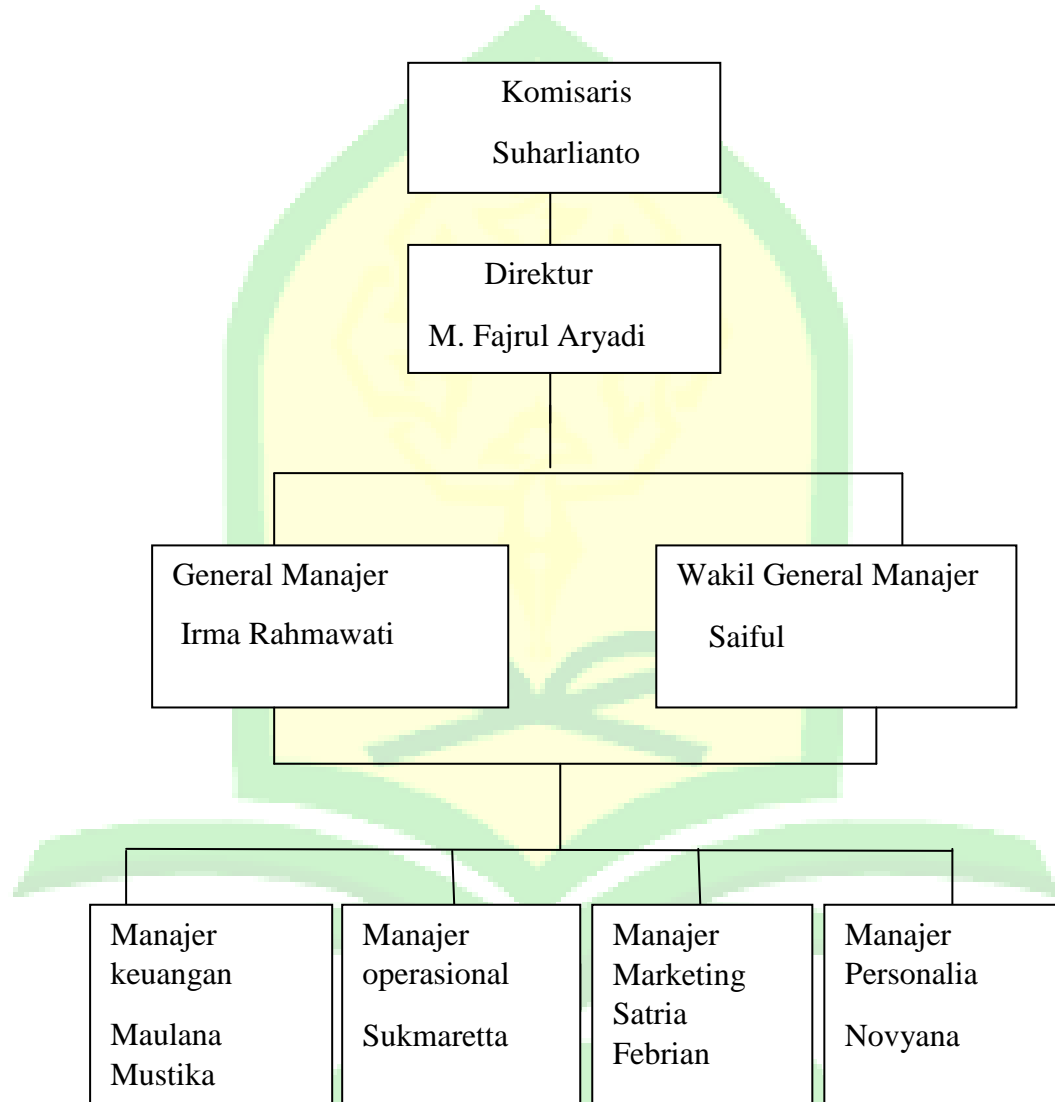 Komisaris
Suharlianto
Direktur
M. Fajrul Aryadi
General Manajer
Irma Rahmawati
Wakil General Manajer
Saiful
Manajer
keuangan
Maulana
Mustika
Manajer
operasional
Sukmaretta
Manajer
Marketing
Satria
Febrian
Manajer
Personalia
Novyana